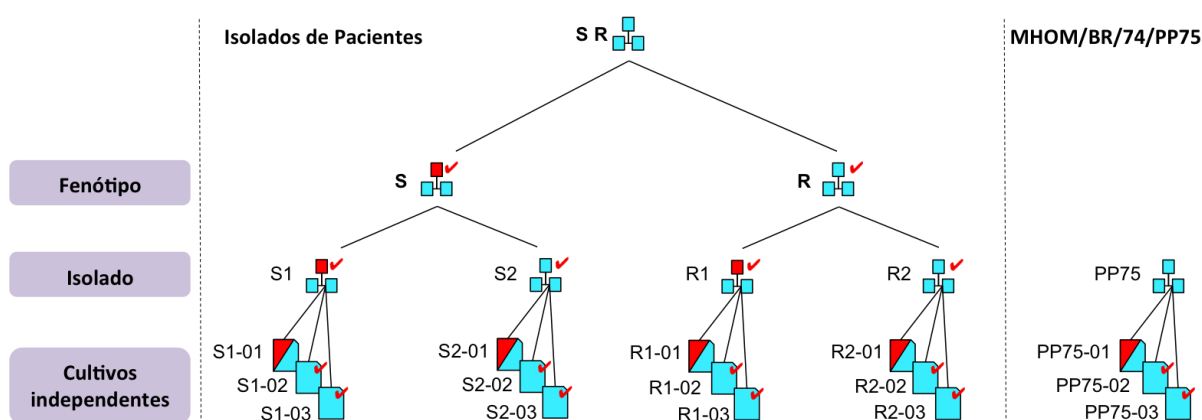 Isolados de Pacientes
S R
MHOM/BR/74/PP75
Fenótipo
S
R
Isolado
S1
S2
R1
R2
PP75
Cultivos
independentes
S1-01
S2-01
R1-01
R2-01
PP75-01
S1-02
S2-02
R1-02
R2-02
PP75-02
S1-03
S2-03
R1-03
R2-03
PP75-03